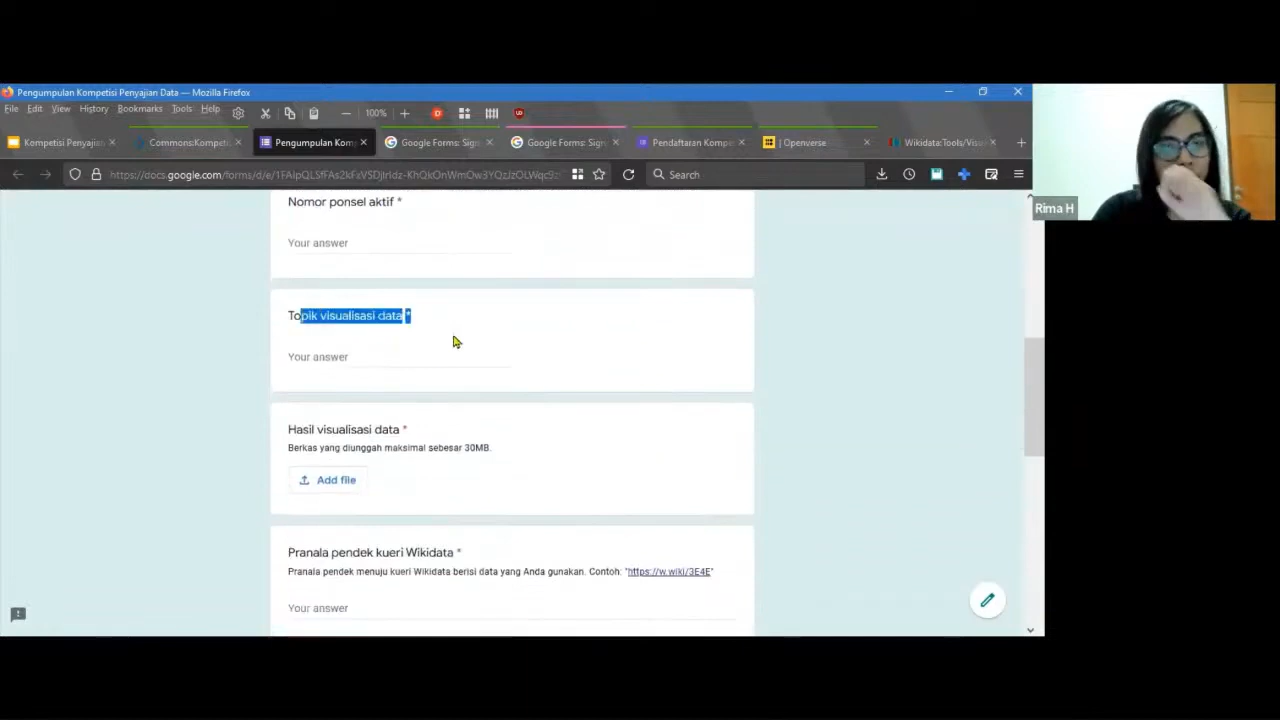 Pengumpulan Kompetisi Penyajian Data — Mozilla Firefox
File Edit View History Bookmarks Tools Help
100%
Kompetisi Penyajian
Commons:Kompet
Pengumpulan Kom
Google Forms: Sign
Google Forms: Sign
Pendaftaran Kompe
Openverse
Wikidata:Tools/Visu
Search
Rima H
Nomor ponsel aktif *
Your answer
Topik visualisasi data *
Your answer
Hasil visualisasi data *
Berkas yang diunggah maksimal sebesar 30MB.
Add file
Pranala pendek kueri Wikidata *
Pranala pendek menuju kueri Wikidata berisi data yang Anda gunakan. Contoh: "https://w.wiki/3E4E"
Your answer